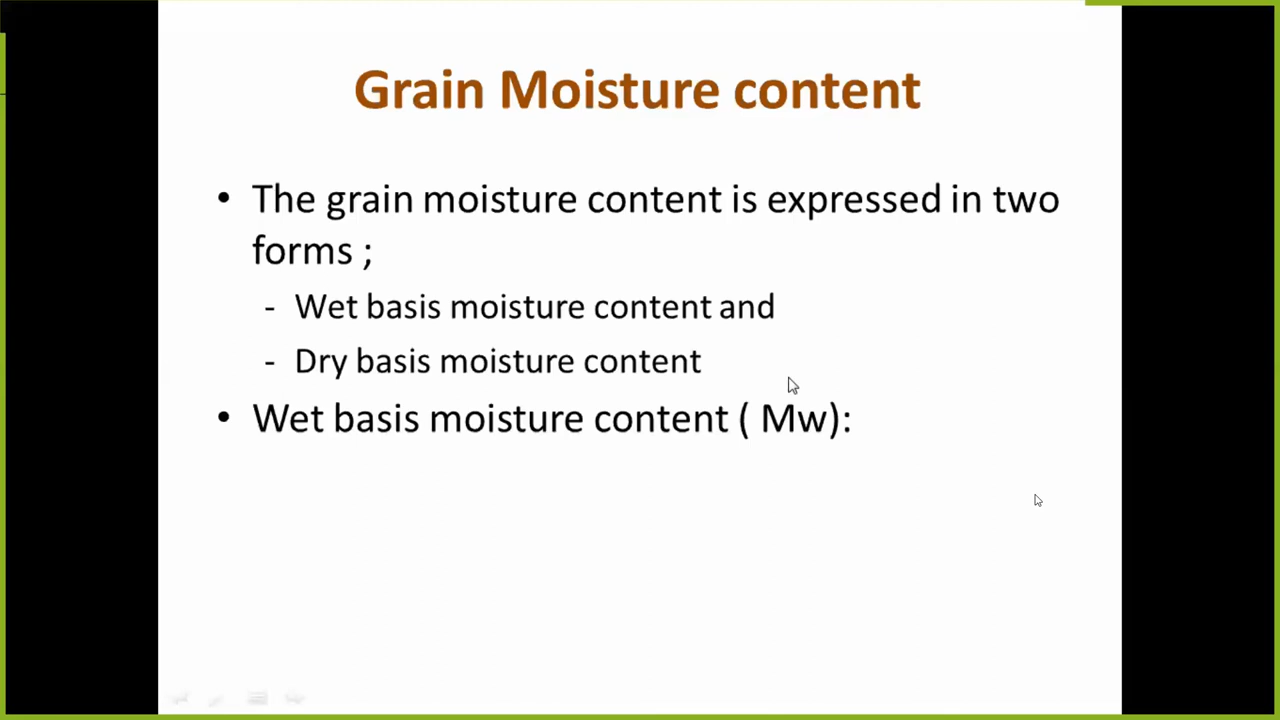 Grain Moisture content
• The grain moisture content is expressed in two
forms ;
- Wet basis moisture content and
- Dry basis moisture content
• Wet basis moisture content ( Mw):